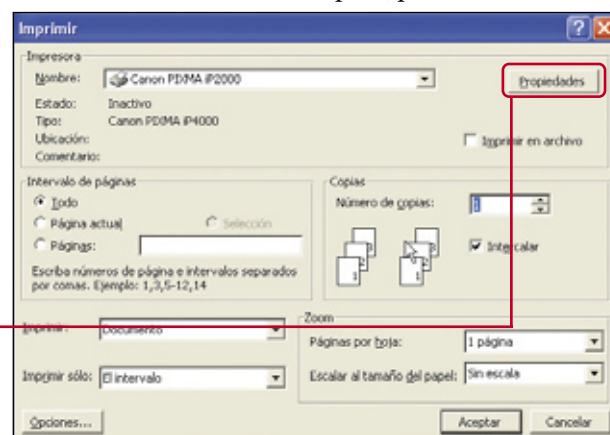 Imprimir
Impresora
Nombre: Canon PIXMA iP2000 Propiedades
Estado: Inactivo
Tipo: Canon PIXMA iP4000
Ubicación: Imprimir en archivo
Comentario:
Intervalo de páginas
Todo
Página actual Selección
Páginas:
Escriba números de página e intervalos separados
por comas. Ejemplo: 1,3,5-12,14
Copias
Número de copias: 1
Intercalar
Imprimir: Documento
Imprimir sólo: El intervalo
Zoom
Páginas por hoja: 1 página
Escalar al tamaño del papel: Sin escala
Opciones... Aceptar Cancelar